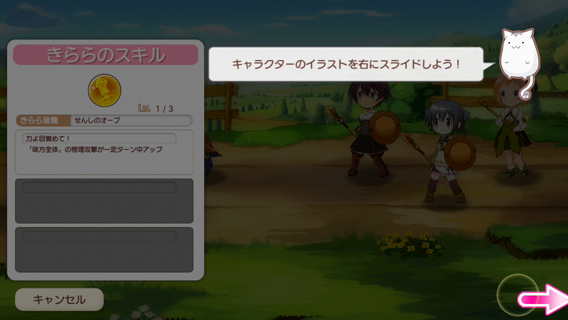 きららのスキル
キャラクターのイラストを右にスライドしよう！
Lv. 1 / 3
きらら装備 せんしのオーブ
力よ目覚めて！
「味方全体」の物理攻撃が一定ターン中アップ
キャンセル